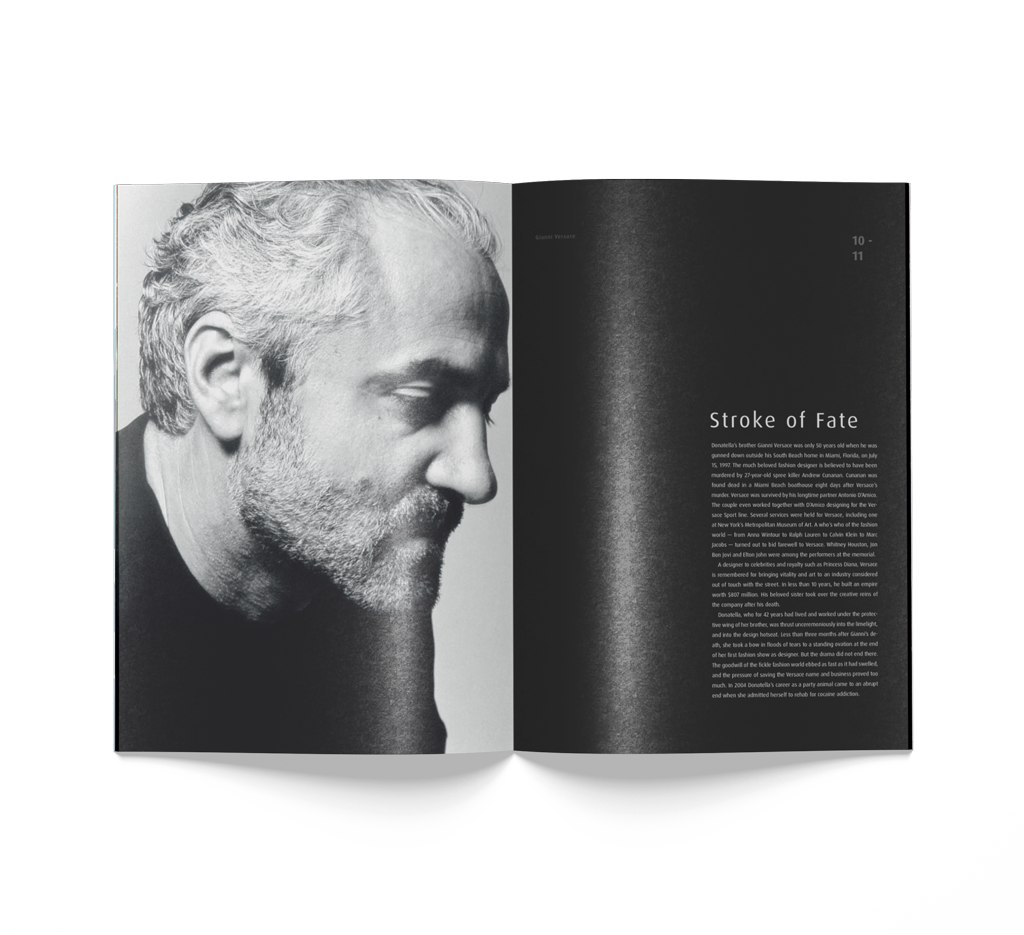 Gianni Versace
10 -
11
Stroke of Fate
Donatella's brother Gianni Versace was only 50 years old when he was
gunned down outside his South Beach home in Miami, Florida, on July
15, 1997. The much beloved fashion designer is believed to have been
murdered by 27-year-old spree killer Andrew Cunanan. Cunanan was
found dead in a Miami Beach boathouse eight days after Versace's
murder. Versace was survived by his longtime partner Antonio D'Amico.
The couple even worked together with D'Amico designing for the Ver-
sace Sport line. Several services were held for Versace, including one
at New York's Metropolitan Museum of Art. A who's who of the fashion
world — from Anna Wintour to Ralph Lauren to Calvin Klein to Marc
Jacobs — turned out to bid farewell to Versace. Whitney Houston, Jon
Bon Jovi and Elton John were among the performers at the memorial.
A designer to celebrities and royalty such as Princess Diana, Versace
is remembered for bringing vitality and art to an industry considered
out of touch with the street. In less than 10 years, he built an empire
worth $807 million. His beloved sister took over the creative reins of
the company after his death.
Donatella, who for 42 years had lived and worked under the protec-
tive wing of her brother, was thrust unceremoniously into the limelight,
and into the design hotseat. Less than three months after Gianni's de-
ath, she took a bow in floods of tears to a standing ovation at the end
of her first fashion show as designer. But the drama did not end there.
The goodwill of the fickle fashion world ebbed as fast as it had swelled,
and the pressure of saving the Versace name and business proved too
much. In 2004 Donatella's career as a party animal came to an abrupt
end when she admitted herself to rehab for cocaine addiction.